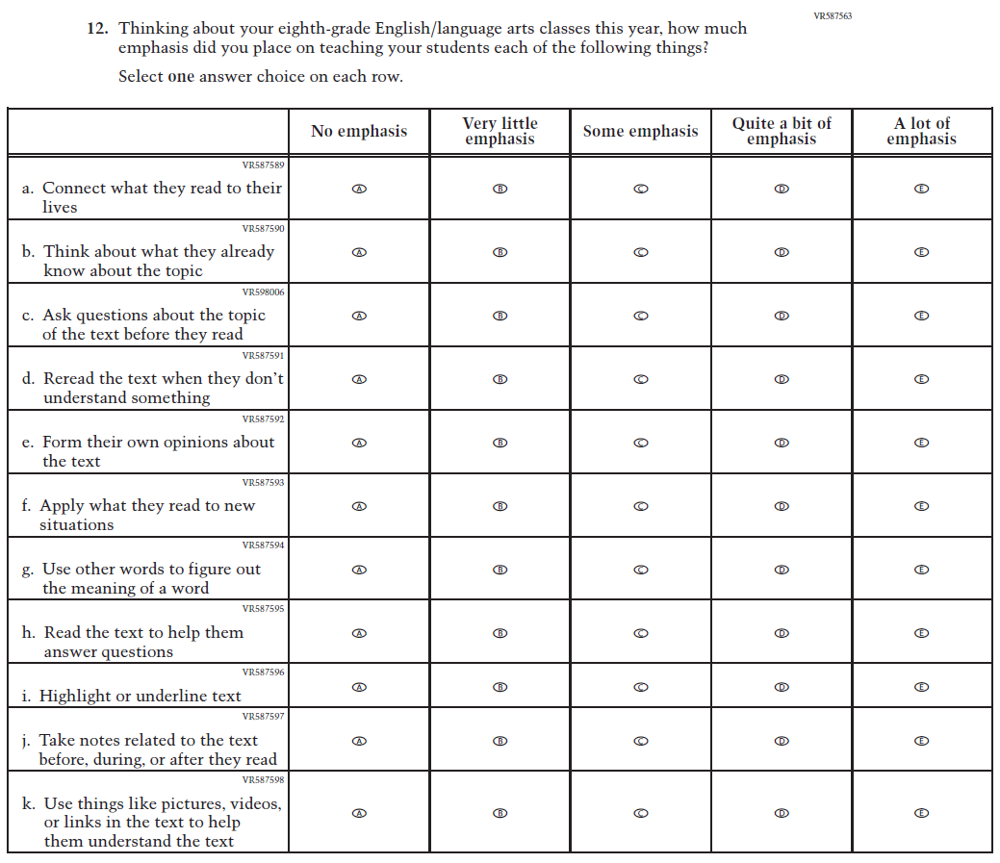 VR587563
12. Thinking about your eighth-grade English/language arts classes this year, how much
emphasis did you place on teaching your students each of the following things?
Select one answer choice on each row.
No emphasis
Very little
emphasis
Some emphasis
Quite a bit of
emphasis
A lot of
emphasis
VR587589
a. Connect what they read to their
lives
A B C D E
VR587590
b. Think about what they already
know about the topic
A B C D E
VR598006
c. Ask questions about the topic
of the text before they read
A B C D E
VR587591
d. Reread the text when they don't
understand something
A B C D E
VR587592
e. Form their own opinions about
the text
A B C D E
VR587593
f. Apply what they read to new
situations
A B C D E
VR587594
g. Use other words to figure out
the meaning of a word
A B C D E
VR587595
h. Read the text to help them
answer questions
A B C D E
VR587596
i. Highlight or underline text
A B C D E
VR587597
j. Take notes related to the text
before, during, or after they read
A B C D E
VR587598
k. Use things like pictures, videos,
or links in the text to help
them understand the text
A B C D E